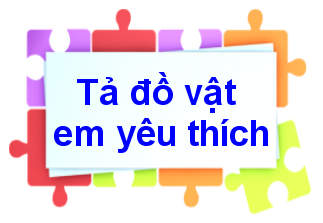 Tả đồ vật
em yêu thích